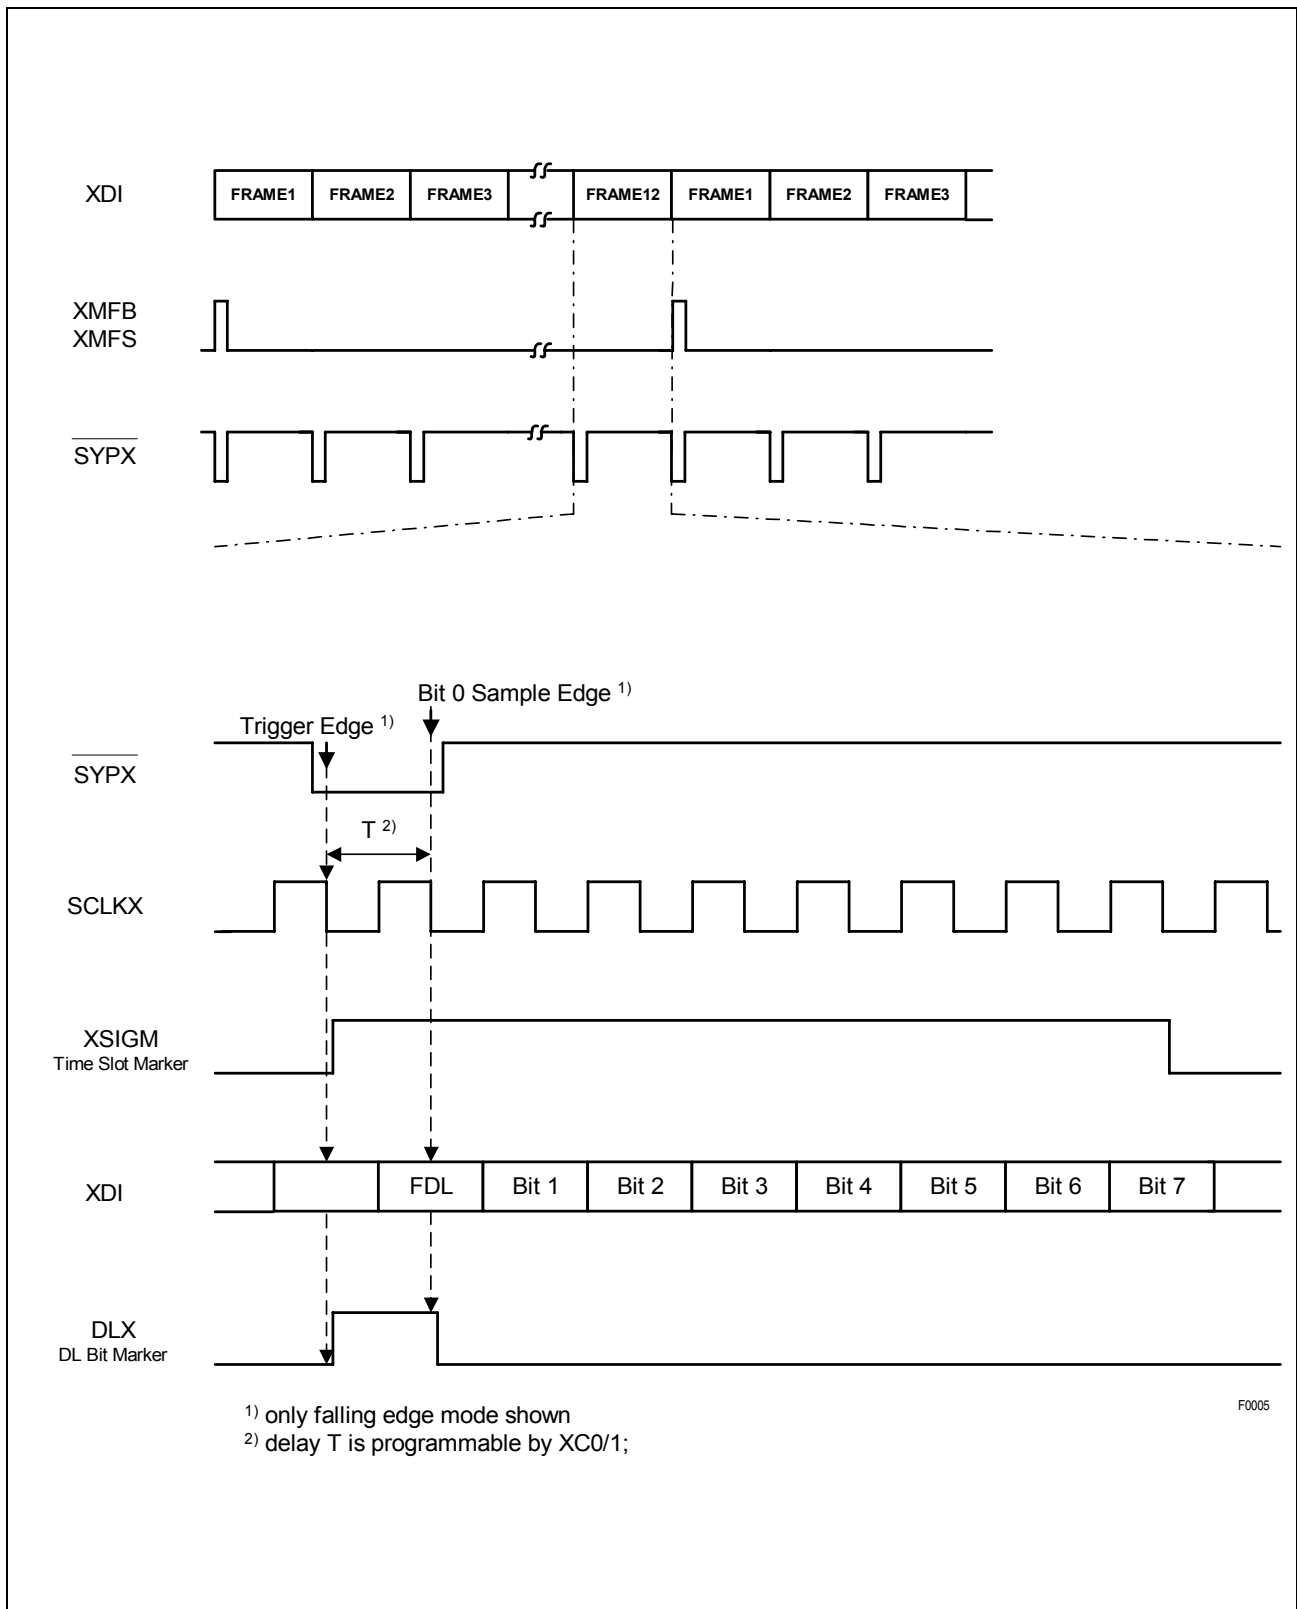 XDI
FRAME1 FRAME2 FRAME3 FRAME12 FRAME1 FRAME2 FRAME3
XMFB
XMFS
SYPX
Bit 0 Sample Edge 1)
Trigger Edge 1)
SYPX
T 2)
SCLKX
XSIGM
Time Slot Marker
XDI
FDL Bit 1 Bit 2 Bit 3 Bit 4 Bit 5 Bit 6 Bit 7
DLX
DL Bit Marker
1) only falling edge mode shown
2) delay T is programmable by XC0/1;
F0005